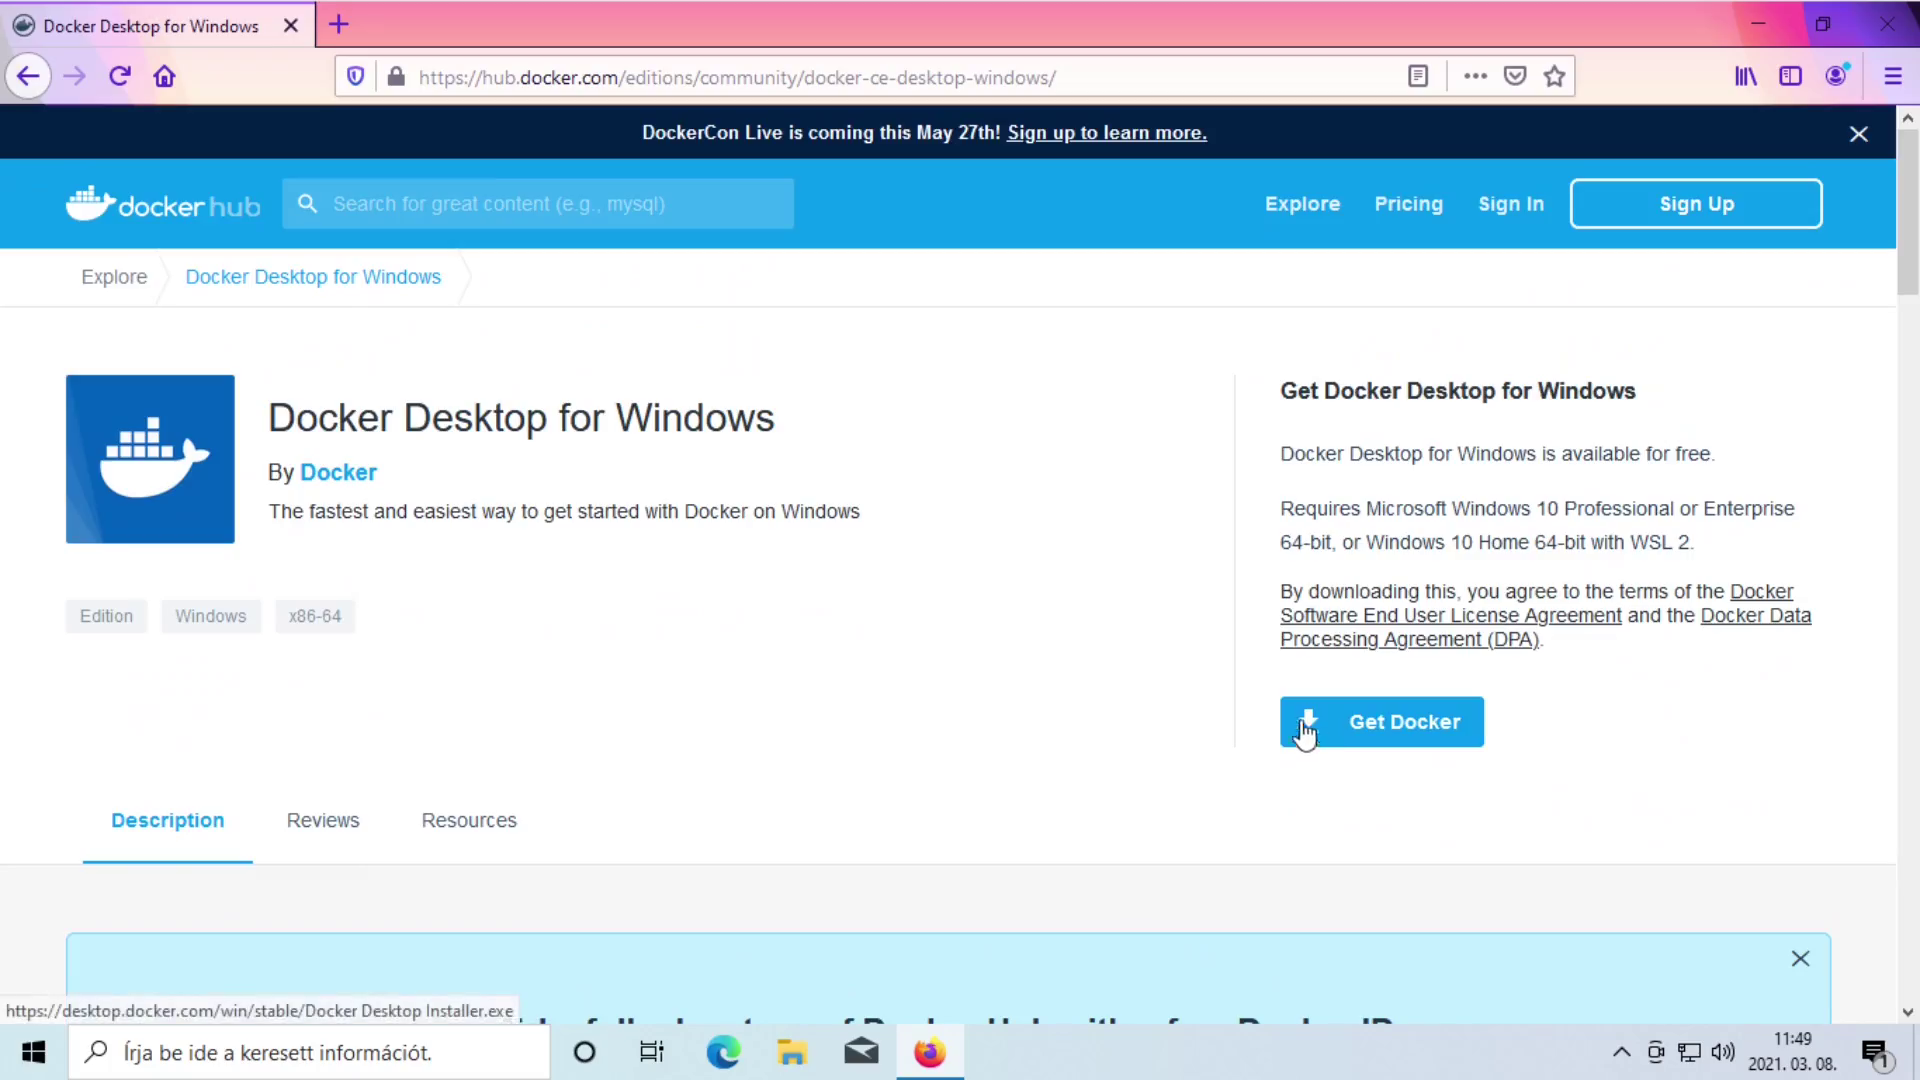 Docker Desktop for Windows
https://hub.docker.com/editions/community/docker-ce-desktop-windows/
DockerCon Live is coming this May 27th! Sign up to learn more.
docker hub
Search for great content (e.g., mysql)
Explore
Pricing
Sign In
Sign Up
Explore
Docker Desktop for Windows
Docker Desktop for Windows
By Docker
The fastest and easiest way to get started with Docker on Windows
Edition
Windows
x86-64
Get Docker Desktop for Windows
Docker Desktop for Windows is available for free.
Requires Microsoft Windows 10 Professional or Enterprise
64-bit, or Windows 10 Home 64-bit with WSL 2.
By downloading this, you agree to the terms of the Docker
Software End User License Agreement and the Docker Data
Processing Agreement (DPA).
Get Docker
Description
Reviews
Resources
https://desktop.docker.com/win/stable/Docker Desktop Installer.exe
Írja be ide a keresett információt.
11:49
2021. 03. 08.
1